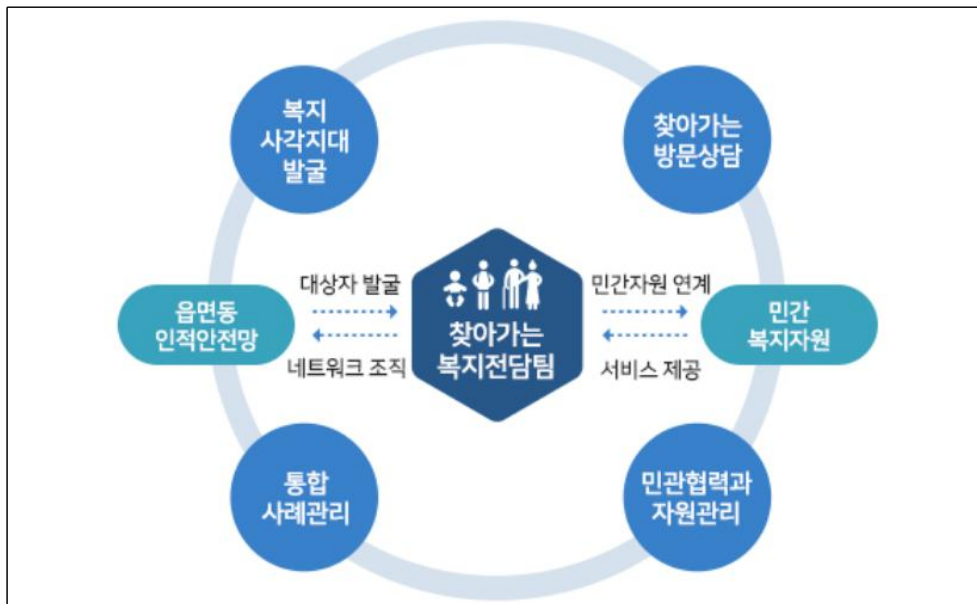 복지
사각지대
발굴
찾아가는
방문상담
대상자 발굴
민간자원 연계
읍면동
인적안전망
찾아가는
복지전담팀
민간
복지자원
네트워크 조직
서비스 제공
통합
사례관리
민관협력과
자원관리